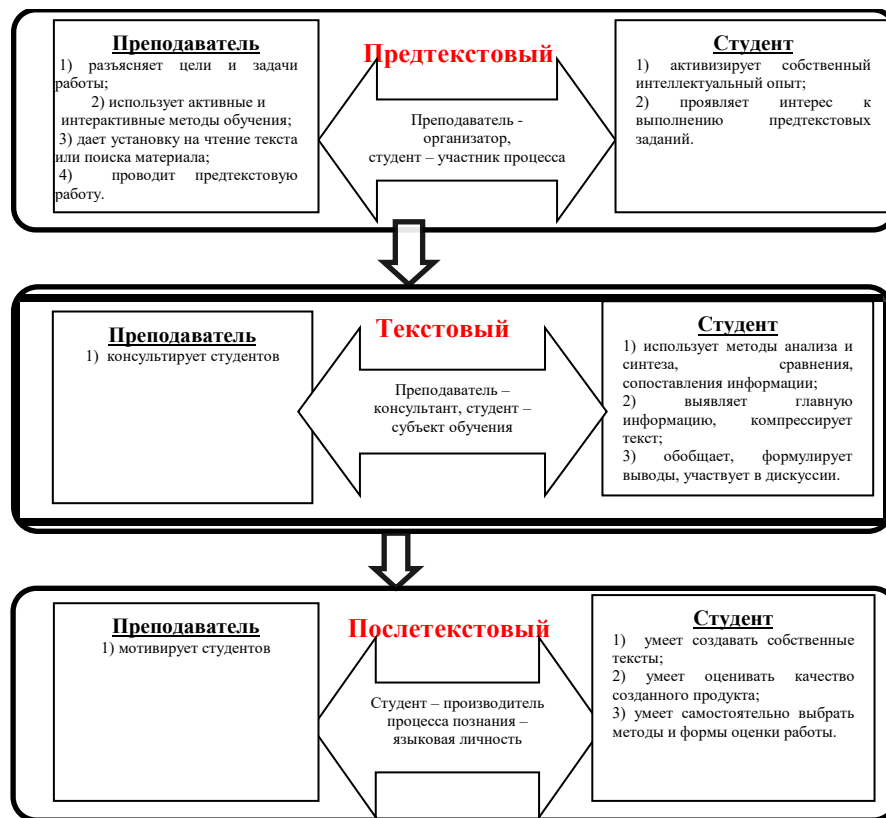 Преподаватель
1) разъясняет цели и задачи
работы;
2) использует активные и
интерактивные методы обучения;
3) дает установку на чтение текста
или поиска материала;
4) проводит предтекстовую
работу.
Предтекстовый
Преподаватель -
организатор,
студент – участник процесса
Студент
1) активизирует собственный
интеллектуальный опыт;
2) проявляет интерес к
выполнению предтекстовых
заданий.
Преподаватель
1) консультирует студентов
Текстовый
Преподаватель –
консультант, студент –
субъект обучения
Студент
1) использует методы анализа и
синтеза, сравнения,
сопоставления информации;
2) выявляет главную
информацию, компрессирует
текст;
3) обобщает, формулирует
выводы, участвует в дискуссии.
Преподаватель
1) мотивирует студентов
Послетекстовый
Студент – производитель
процесса познания –
языковая личность
Студент
1) умеет создавать собственные
тексты;
2) умеет оценивать качество
созданного продукта;
3) умеет самостоятельно выбрать
методы и формы оценки работы.